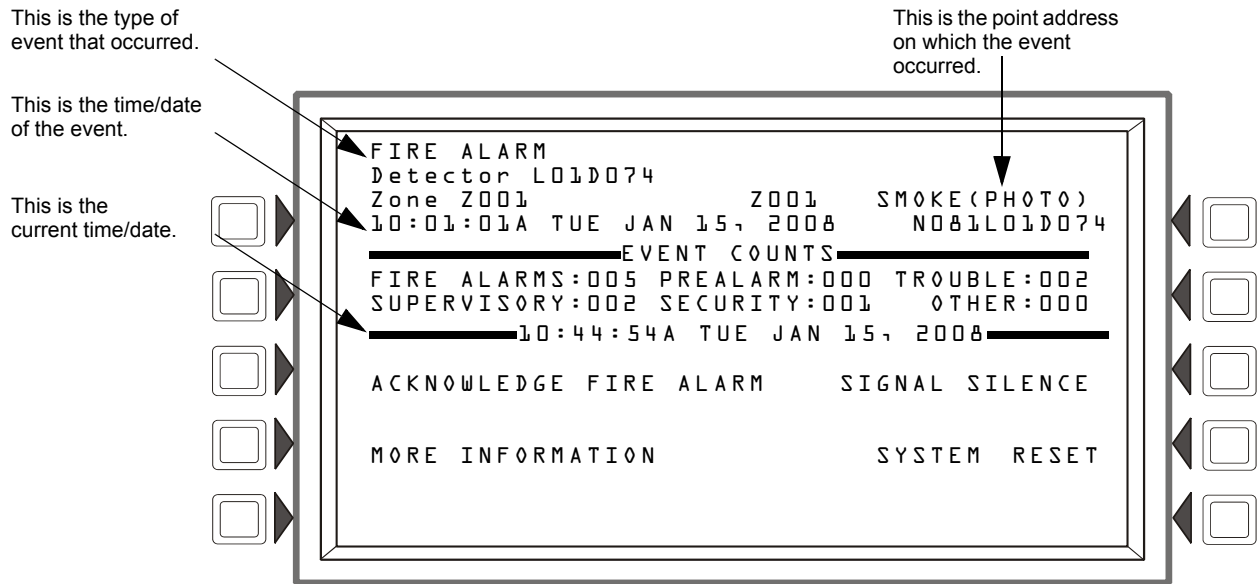 This is the type of
event that occurred.
This is the point address
on which the event
occurred.
This is the time/date
of the event.
This is the
current time/date.
FIRE ALARM
Detector L01D074
Zone Z001 Z001 SMOKE(PHOTO)
10:01:01A TUE JAN 15, 2008 N081L01D074
EVENT COUNTS
FIRE ALARMS:005 PREALARM:000 TROUBLE:002
SUPERVISORY:002 SECURITY:001 OTHER:000
10:44:54A TUE JAN 15, 2008
ACKNOWLEDGE FIRE ALARM SIGNAL SILENCE
MORE INFORMATION SYSTEM RESET